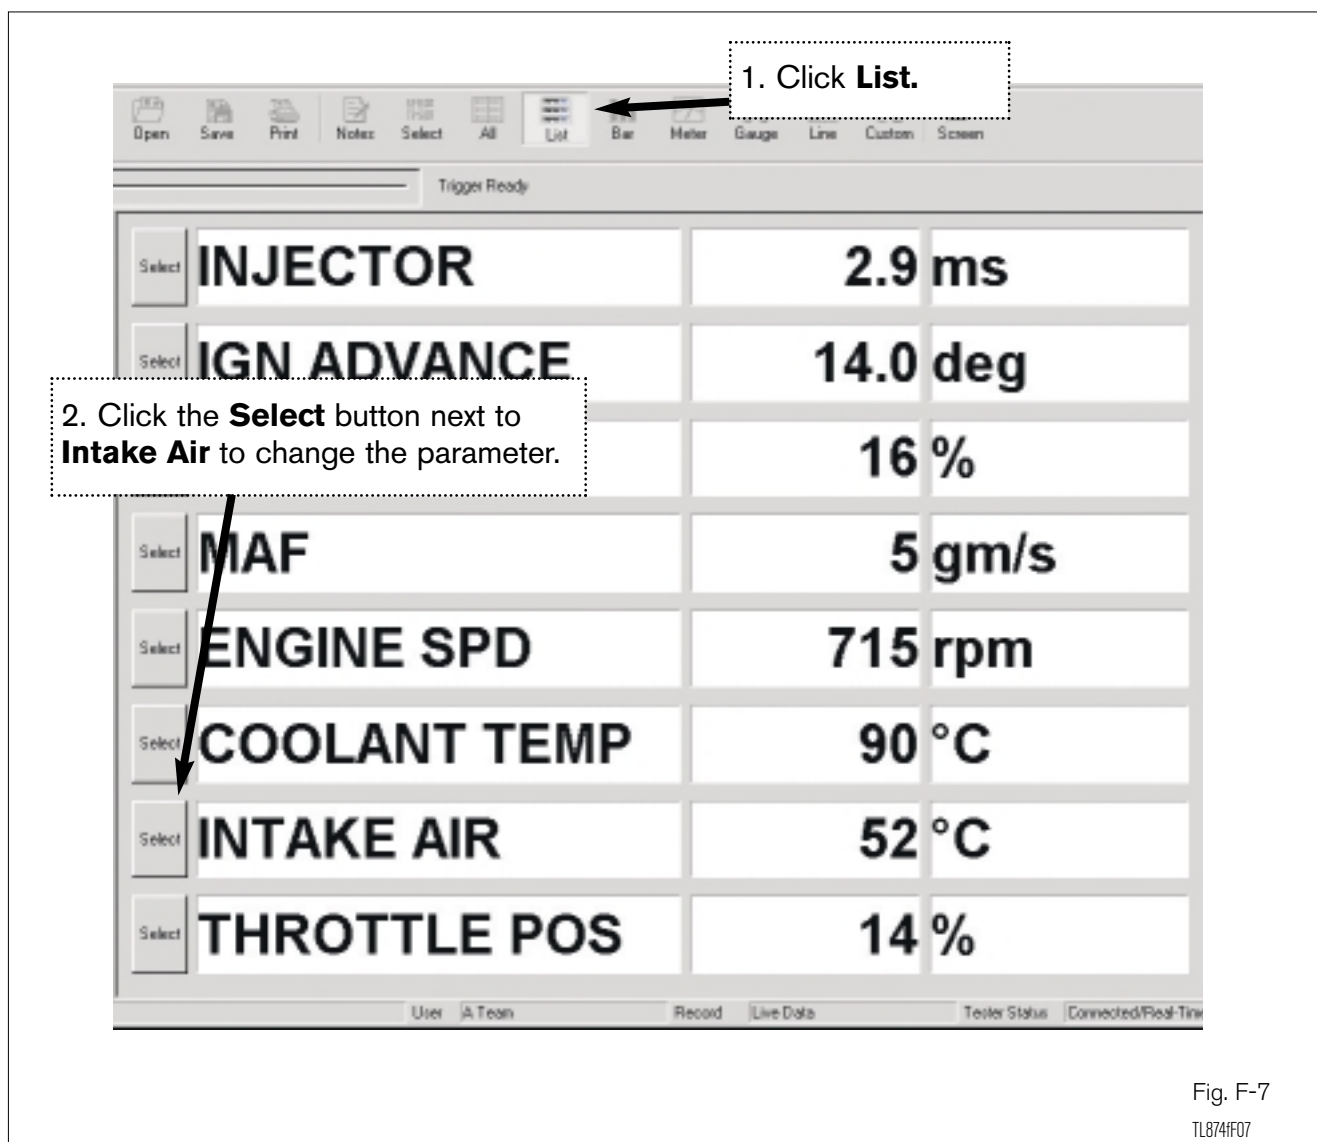 1. Click List.
Open Save Print Notes Select All List Bar Meter Gauge Line Custom Screen
Trigger Ready
Select INJECTOR 2.9 ms
Select IGN ADVANCE 14.0 deg
2. Click the Select button next to
Intake Air to change the parameter.
16 %
Select MAF 5 gm/s
Select ENGINE SPD 715 rpm
Select COOLANT TEMP 90 °C
Select INTAKE AIR 52 °C
Select THROTTLE POS 14 %
User A Team Record Live Data Tester Status Connected/Real-Time
Fig. F-7
TL874fF07